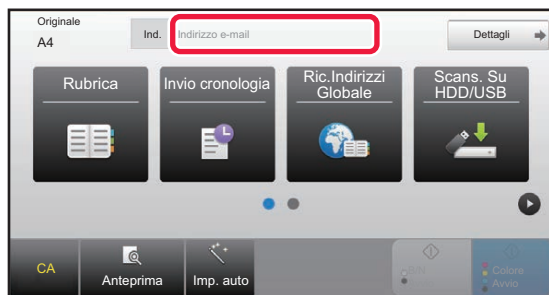 Originale
A4
Ind.
Indirizzo e-mail
Dettagli
Rubrica
Invio cronologia
Ric.Indirizzi
Globale
Scans. Su
HDD/USB
CA
Anteprima
Imp. auto
B/N
Avvio
Colore
Avvio